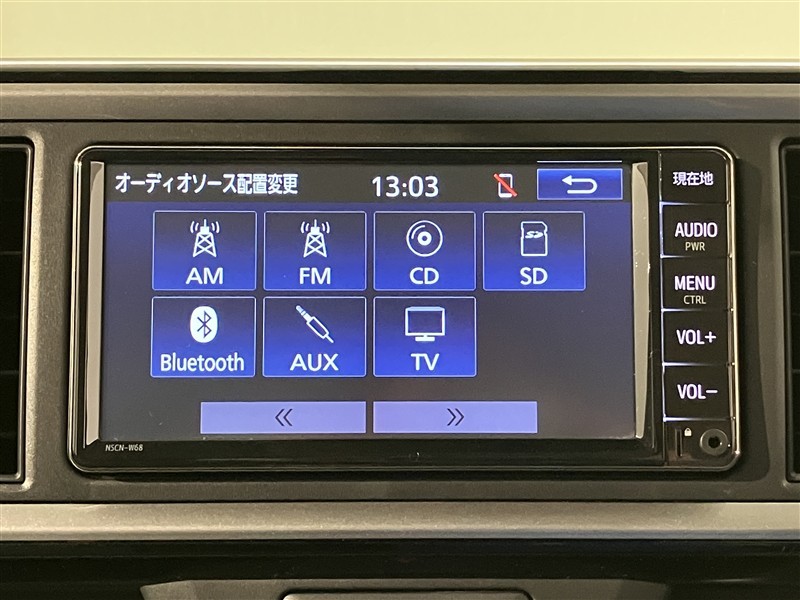 オーディオソース配置変更 13:03
AM FM CD SD
Bluetooth AUX TV
現在地
AUDIO
PWR
MENU
CTRL
VOL+
VOL-
NSCN-W68